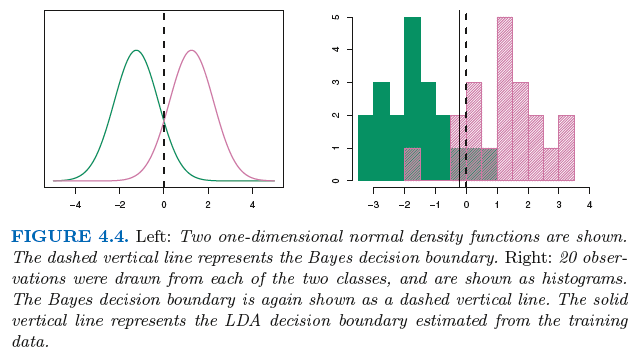 −4 −2 0 2 4
0 1 2 3 4 5
−3 −2 −1 0 1 2 3 4
FIGURE 4.4. Left: Two one-dimensional normal density functions are shown.
The dashed vertical line represents the Bayes decision boundary. Right: 20 obser-
vations were drawn from each of the two classes, and are shown as histograms.
The Bayes decision boundary is again shown as a dashed vertical line. The solid
vertical line represents the LDA decision boundary estimated from the training
data.